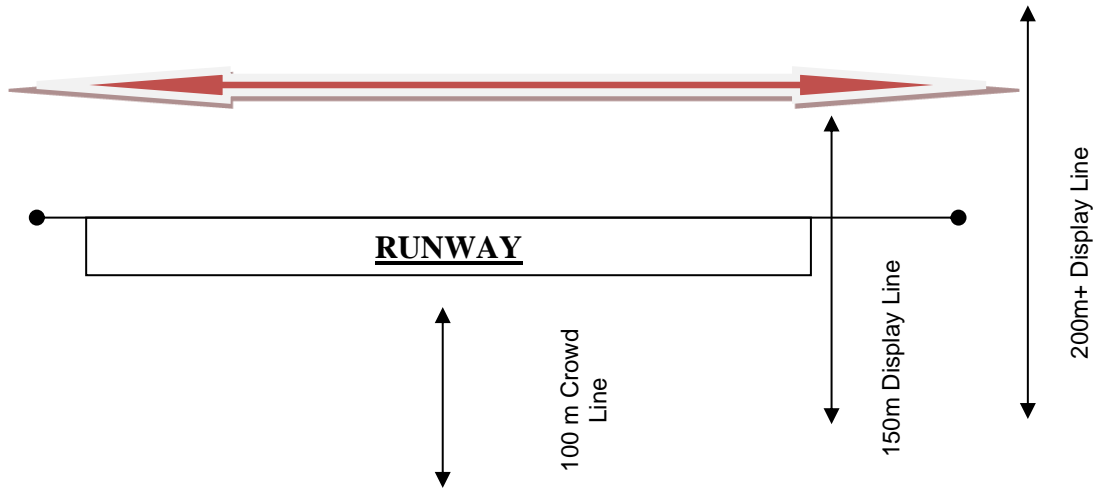 RUNWAY
100 m Crowd
Line
150m Display Line
200m+ Display Line